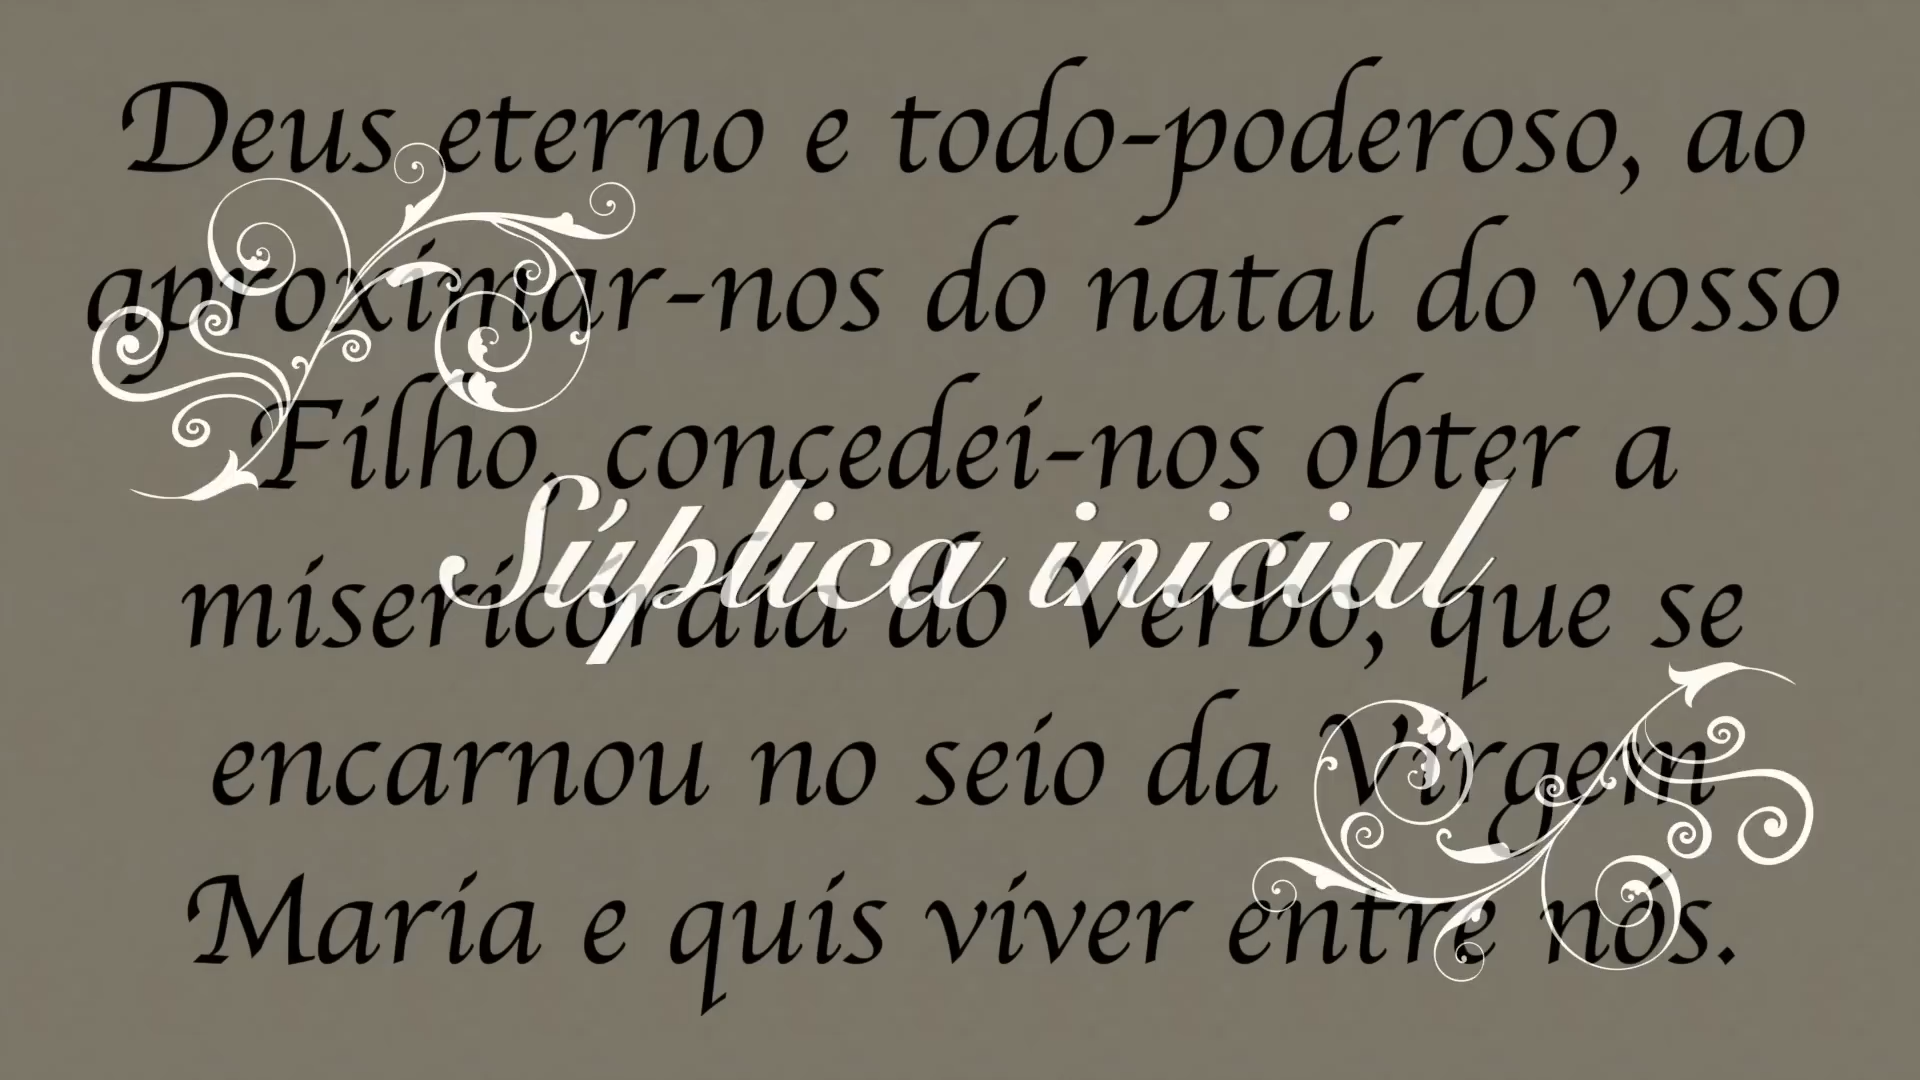 Deus eterno e todo-poderoso, ao
aproximar-nos do natal do vosso
Filho, concedei-nos obter a
Súplica inicial
misericórdia do Verbo, que se
encarnou no seio da Virgem
Maria e quis viver entre nós.